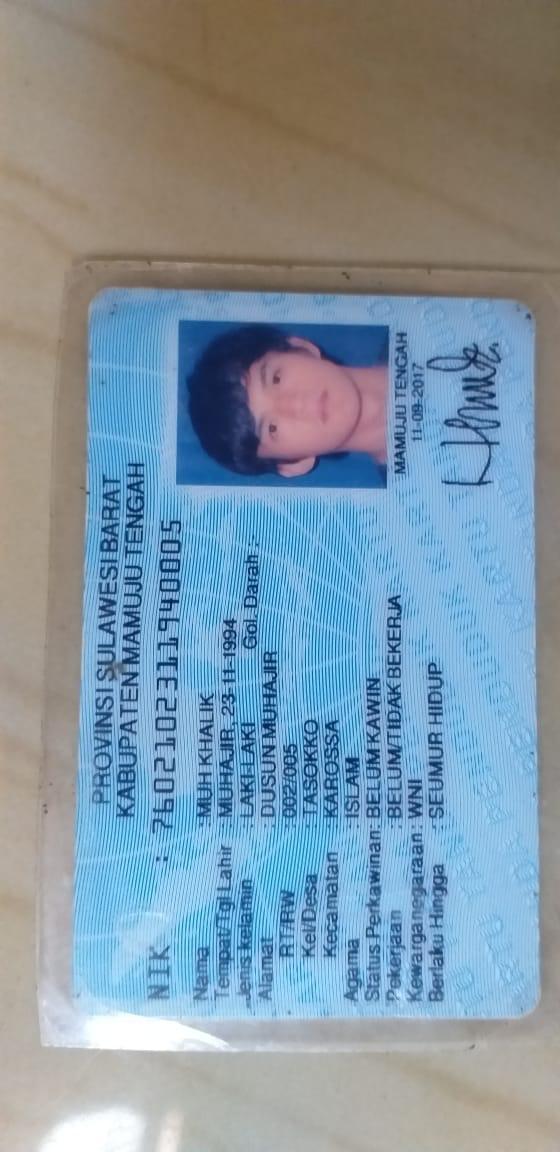 PROVINSI SULAWESI BARAT
KABUPATEN MAMUJU TENGAH
NIK : 7602102311940005
Nama : MUH KHALIK
Tempat/Tgl Lahir : MUHAJIR, 23-11-1994
Jenis kelamin : LAKI-LAKI Gol. Darah : -
Alamat : DUSUN MUHAJIR
RT/RW : 002/005
Kel/Desa : TASOKKO
Kecamatan : KAROSSA
Agama : ISLAM
Status Perkawinan : BELUM KAWIN
Pekerjaan : BELUM/TIDAK BEKERJA
Kewarganegaraan : WNI
Berlaku Hingga : SEUMUR HIDUP
MAMUJU TENGAH
11-09-2017